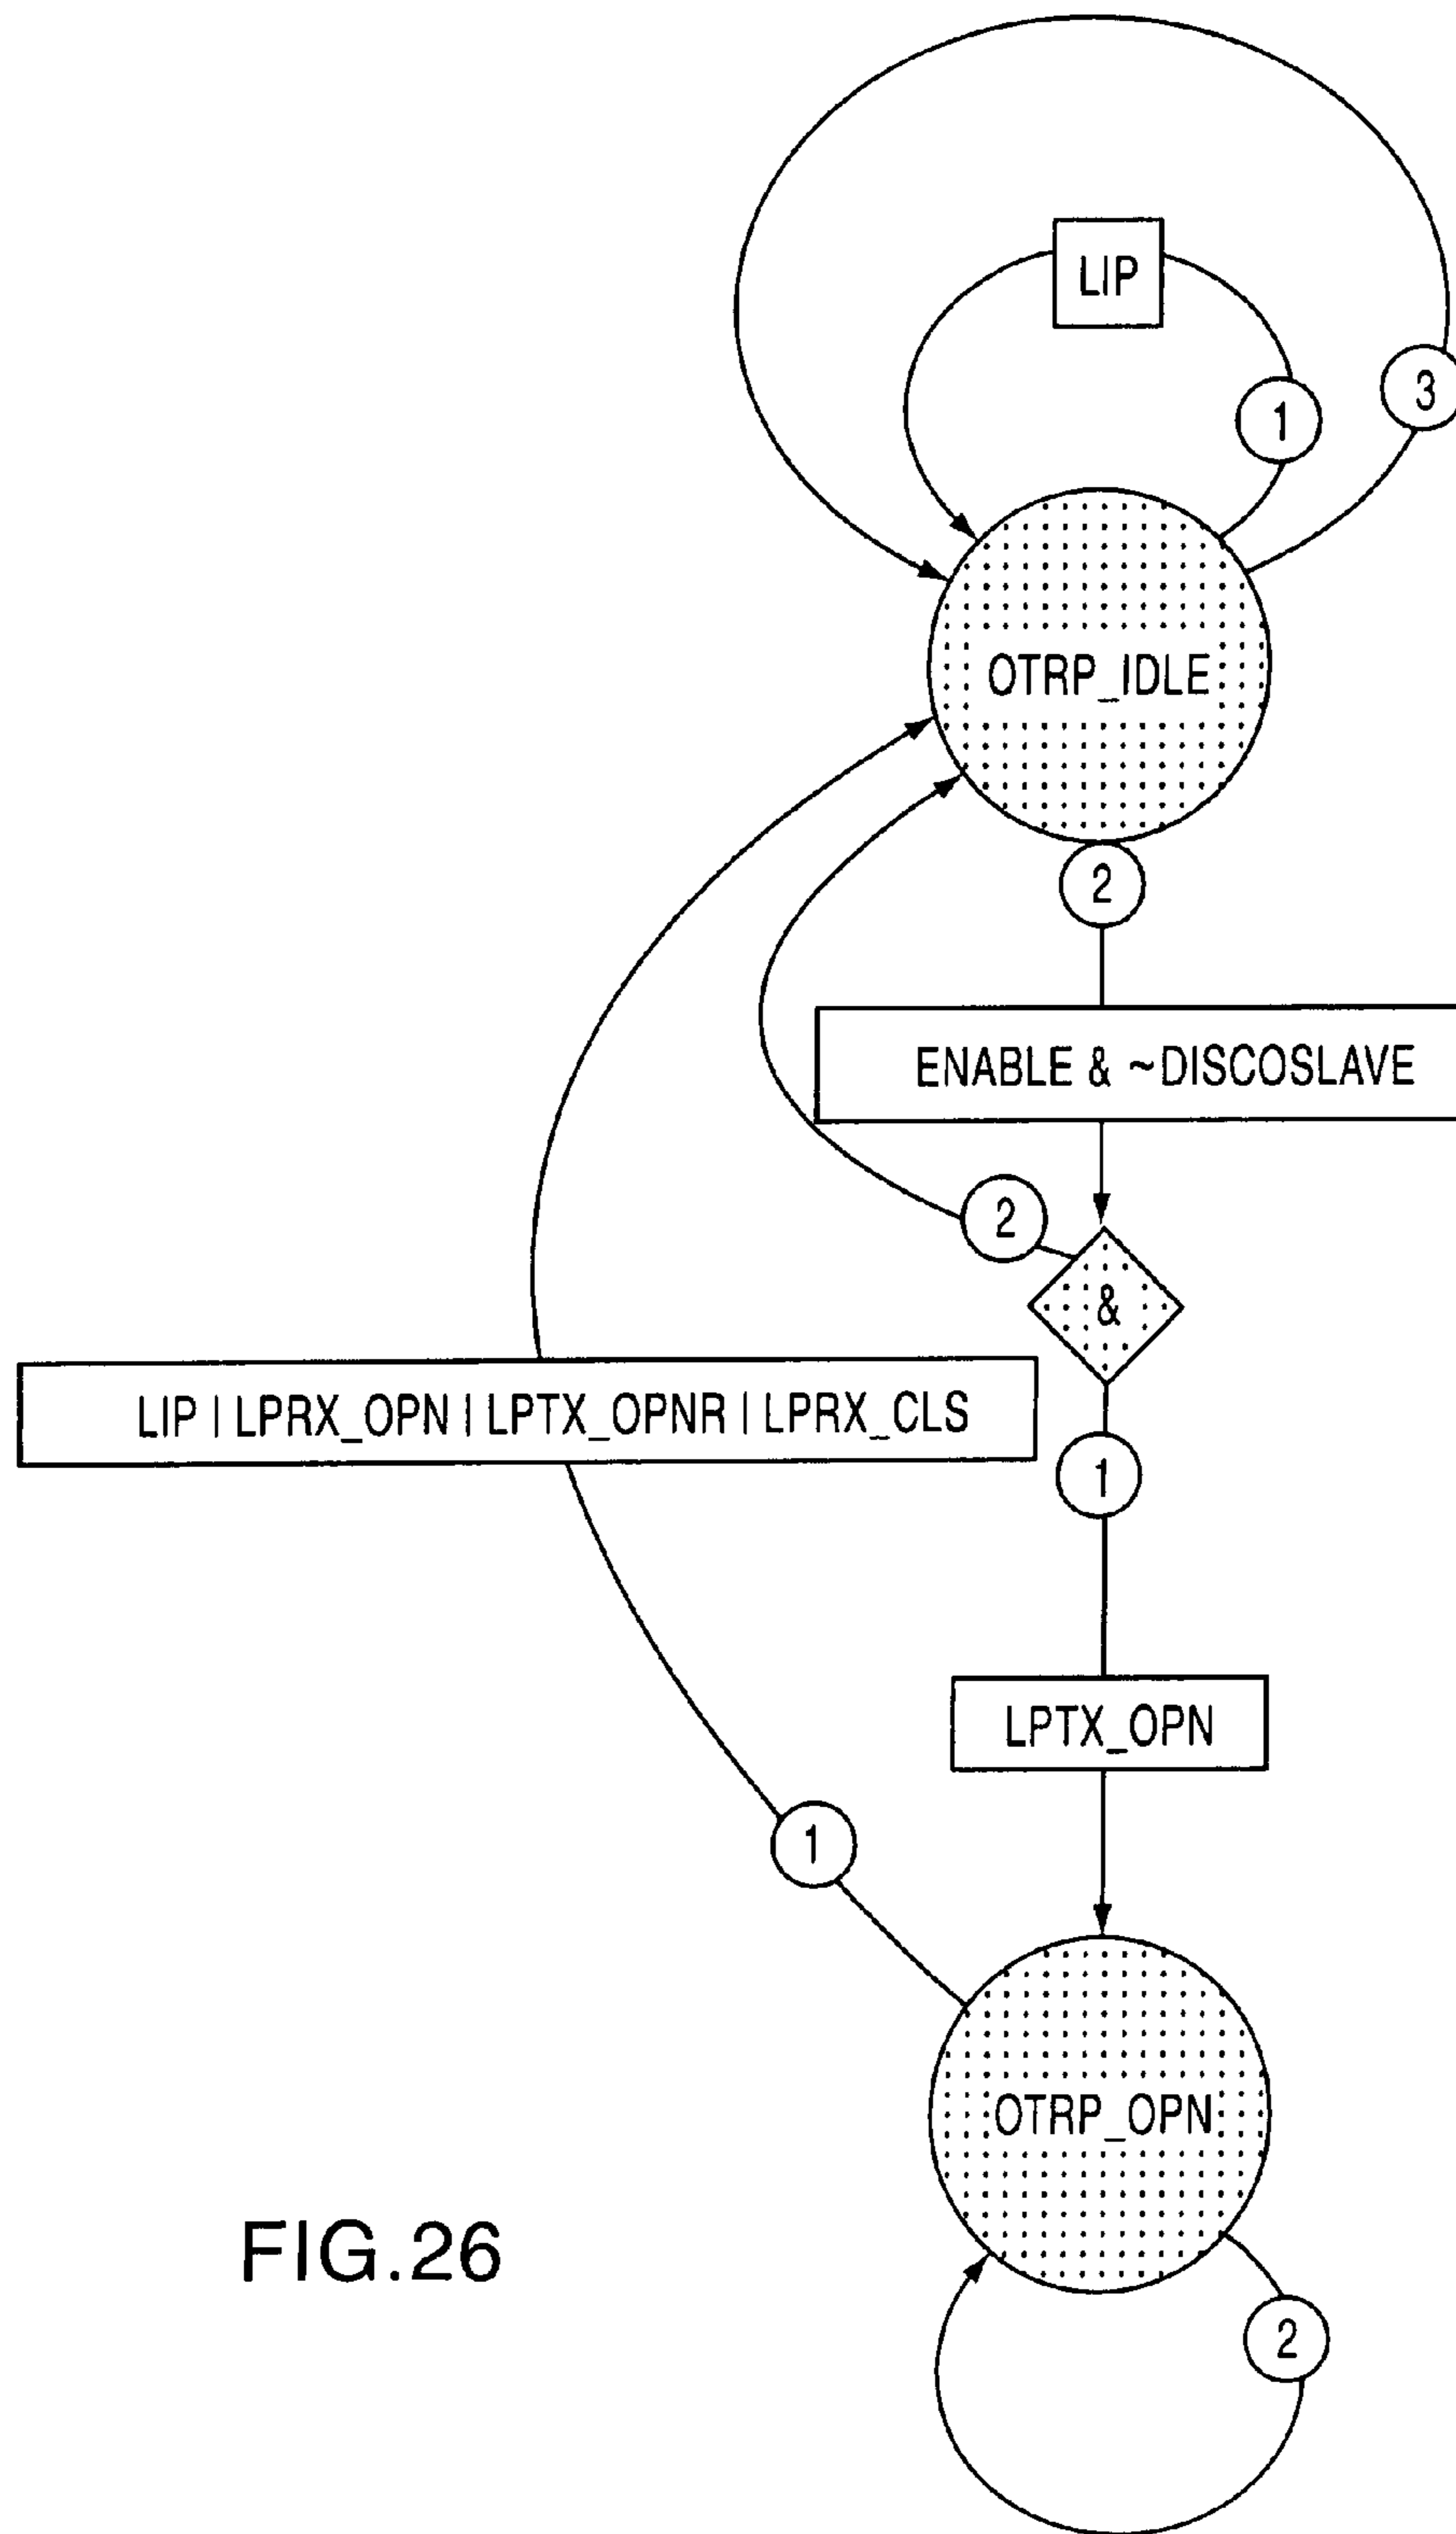 LIP
3
1
OTRP_IDLE
2
ENABLE & ~DISCOSLAVE
2
&
LIP | LPRX_OPN | LPTX_OPNR | LPRX_CLS
1
LPTX_OPN
1
OTRP_OPN
FIG.26
2